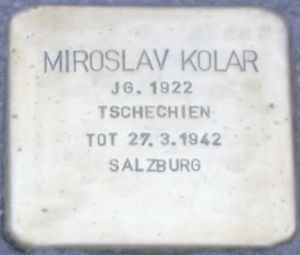 MIROSLAV KOLAR
JG. 1922
TSCHECHIEN
TOT 27.3.1942
SALZBURG